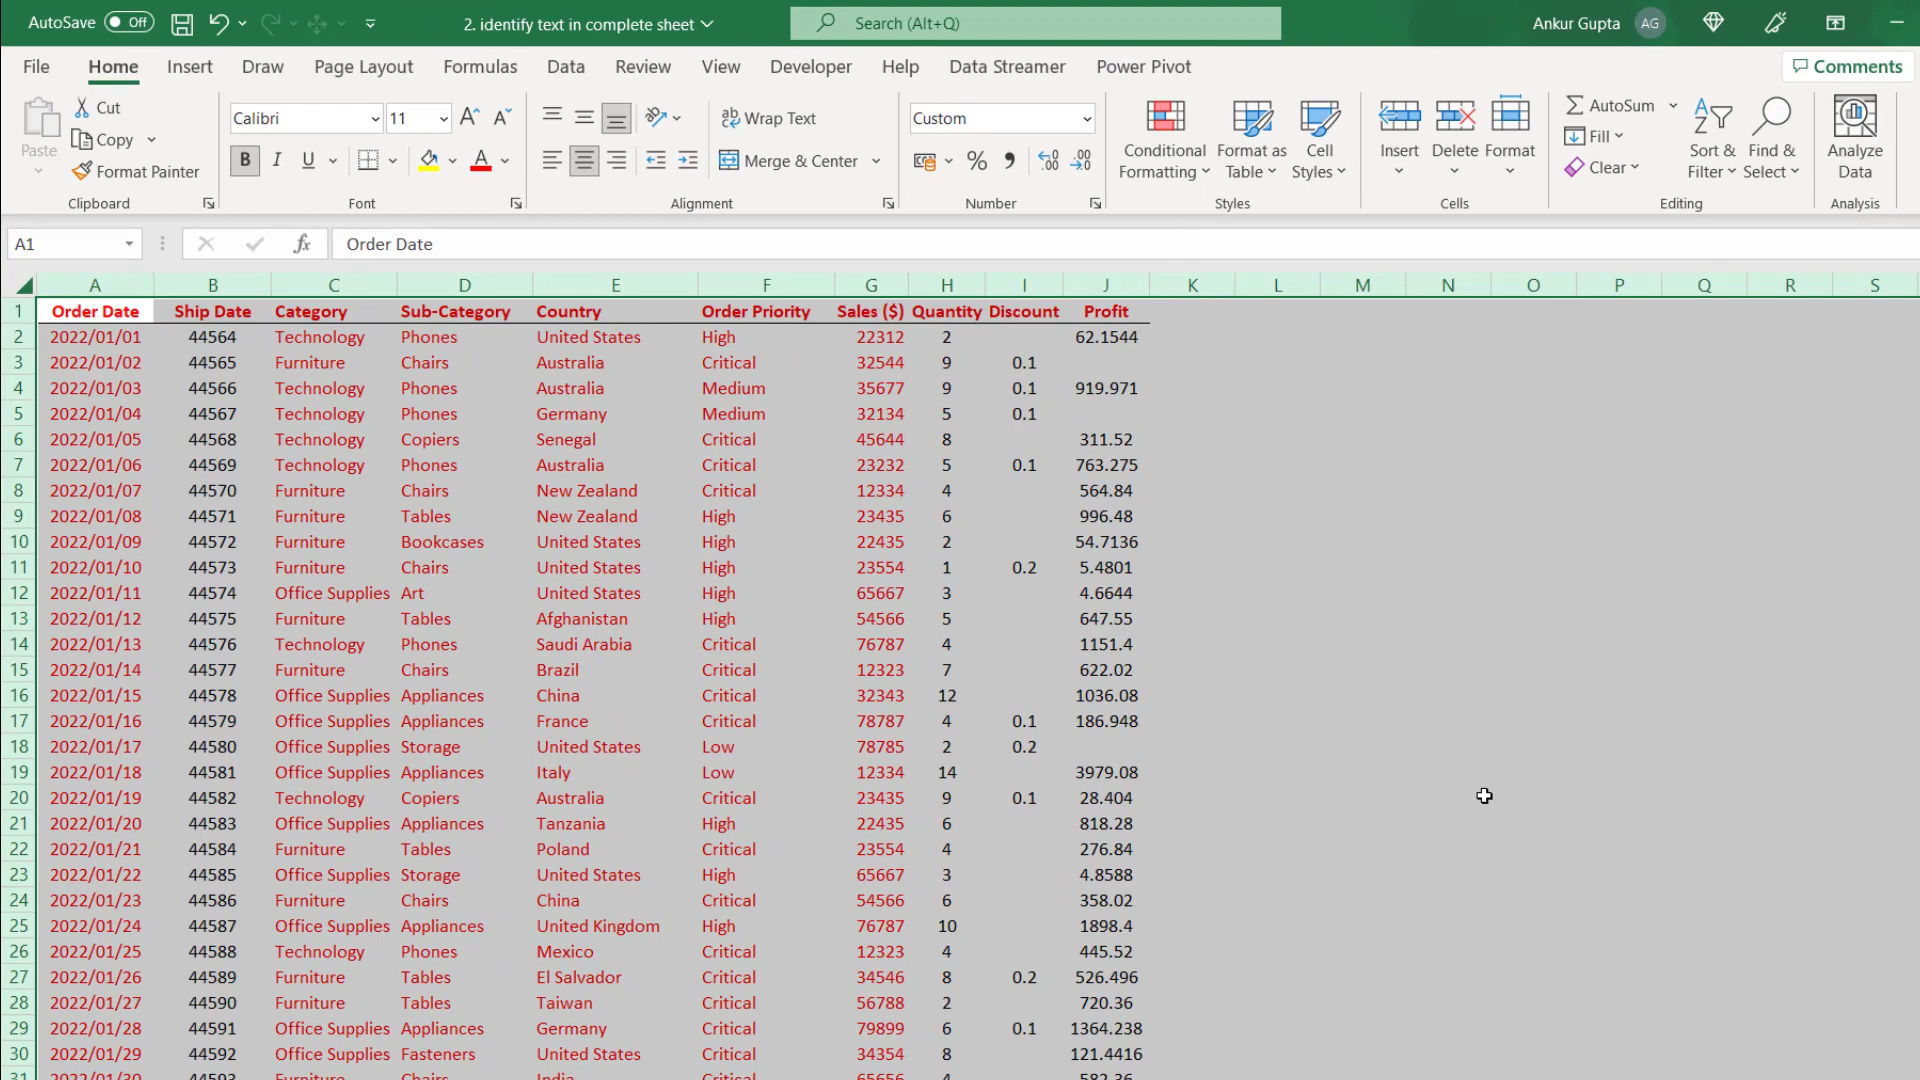 AutoSave Off 2. identify text in complete sheet Search (Alt+Q) Ankur Gupta AG
File Home Insert Draw Page Layout Formulas Data Review View Developer Help Data Streamer Power Pivot Comments
Paste Cut Copy Format Painter Clipboard
Calibri 11 B I U A Font
ab Wrap Text Merge & Center Alignment
Custom % Number
Conditional Formatting Format as Table Cell Styles Styles
Insert Delete Format Cells
AutoSum Fill Clear Sort & Filter Find & Select Editing
Analyze Data Analysis
A1 fx Order Date
A B C D E F G H I J K L M N O P Q R S
1 Order Date Ship Date Category Sub-Category Country Order Priority Sales ($) Quantity Discount Profit
2 2022/01/01 44564 Technology Phones United States High 22312 2 62.1544
3 2022/01/02 44565 Furniture Chairs Australia Critical 32544 9 0.1
4 2022/01/03 44566 Technology Phones Australia Medium 35677 9 0.1 919.971
5 2022/01/04 44567 Technology Phones Germany Medium 32134 5 0.1
6 2022/01/05 44568 Technology Copiers Senegal Critical 45644 8 311.52
7 2022/01/06 44569 Technology Phones Australia Critical 23232 5 0.1 763.275
8 2022/01/07 44570 Furniture Chairs New Zealand Critical 12334 4 564.84
9 2022/01/08 44571 Furniture Tables New Zealand High 23435 6 996.48
10 2022/01/09 44572 Furniture Bookcases United States High 22435 2 54.7136
11 2022/01/10 44573 Furniture Chairs United States High 23554 1 0.2 5.4801
12 2022/01/11 44574 Office Supplies Art United States High 65667 3 4.6644
13 2022/01/12 44575 Furniture Tables Afghanistan High 54566 5 647.55
14 2022/01/13 44576 Technology Phones Saudi Arabia Critical 76787 4 1151.4
15 2022/01/14 44577 Furniture Chairs Brazil Critical 12323 7 622.02
16 2022/01/15 44578 Office Supplies Appliances China Critical 32343 12 1036.08
17 2022/01/16 44579 Office Supplies Appliances France Critical 78787 4 0.1 186.948
18 2022/01/17 44580 Office Supplies Storage United States Low 78785 2 0.2
19 2022/01/18 44581 Office Supplies Appliances Italy Low 12334 14 3979.08
20 2022/01/19 44582 Technology Copiers Australia Critical 23435 9 0.1 28.404
21 2022/01/20 44583 Office Supplies Appliances Tanzania High 22435 6 818.28
22 2022/01/21 44584 Furniture Tables Poland Critical 23554 4 276.84
23 2022/01/22 44585 Office Supplies Storage United States High 65667 3 4.8588
24 2022/01/23 44586 Furniture Chairs China Critical 54566 6 358.02
25 2022/01/24 44587 Office Supplies Appliances United Kingdom High 76787 10 1898.4
26 2022/01/25 44588 Technology Phones Mexico Critical 12323 4 445.52
27 2022/01/26 44589 Furniture Tables El Salvador Critical 34546 8 0.2 526.496
28 2022/01/27 44590 Furniture Tables Taiwan Critical 56788 2 720.36
29 2022/01/28 44591 Office Supplies Appliances Germany Critical 79899 6 0.1 1364.238
30 2022/01/29 44592 Office Supplies Fasteners United States Critical 34354 8 121.4416
31 2022/01/30 44593 Furniture Chairs India Critical 65656 4 582.36